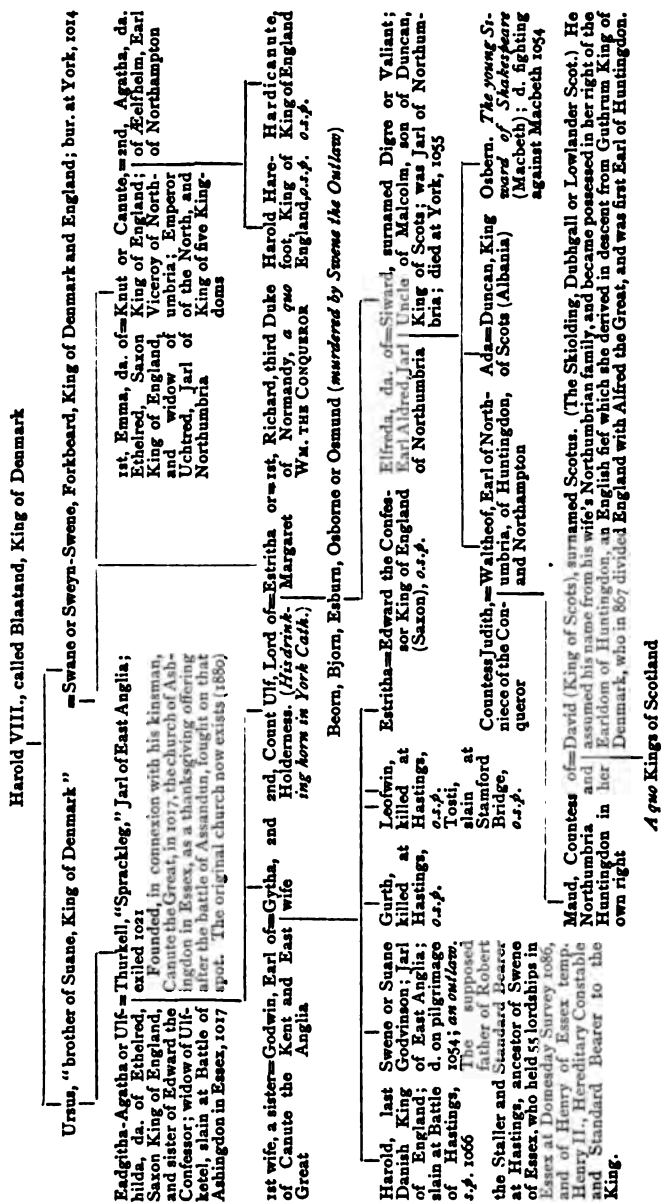 Harold VIII., called Blaatand, King of Denmark
Ursus, "brother of Suane, King of Denmark"
=Swane or Sweyn-Swene, Forkbeard, King of Denmark and England; bur. at York, 1014
Eadgitha-Agatha or Ulf-
hilda, da. of Ethelred,
Saxon King of England,
and sister of Edward the
Confessor; widow of Ulf-
ketel, slain at Battle of
Ashingdon in Essex, 1017
=Thurkell, "Sprackleg," Jarl of East Anglia;
exiled 1021
Founded, in connexion with his kinsman,
Canute the Great, in 1017, the church of Ash-
ingdon in Essex, as a thanksgiving offering
after the battle of Assandun, fought on that
spot. The original church now exists (1880)
1st, Emma, da. of
Ethelred, Saxon
King of England,
and widow of
Uchtred, Jarl of
Northumbria
=Knut or Canute,
King of England;
Viceroy of North-
umbria; Emperor
of the North, and
King of five King-
doms
=2nd, Agatha, da.
of Ælfhelm, Earl
of Northampton
1st wife, a sister
of Canute the
Great
=Godwin, Earl of
Kent and East
Anglia
=Gytha, 2nd
wife
and 2nd, Count Ulf, Lord of
Holderness. (His drink-
ing horn in York Cath.)
=Estritha or
Margaret
=1st, Richard, third Duke
of Normandy, a quo
WM. THE CONQUEROR
Harold Hare-
foot, King of
England, o.s.p.
Hardicanute,
King of England
o.s.p.
Beorn, Bjorn, Esburn, Osborne or Osmund (murdered by Swene the Outlaw)
Harold, last
Danish King
of England;
slain at Battle
of Hastings,
s.p. 1066
Swene or Suane
Godvinson; Jarl
of East Anglia;
d. on pilgrimage
1054; an outlaw.
The supposed
father of Robert
the Staller and Standard Bearer
at Hastings, ancestor of Swene
of Essex, who held 55 lordships in
Essex at Domesday Survey 1086,
and of Henry of Essex temp.
Henry II., Hereditary Constable
and Standard Bearer to the
King.
Gurth,
killed at
Hastings,
o.s.p.
Leofwin,
killed at
Hastings,
o.s.p.
Tosti,
slain at
Stamford
Bridge,
o.s.p.
Estritha=Edward the Confes-
sor King of England
(Saxon), o.s.p.
Elfreda, da. of
Earl Aldred, Jarl
of Northumbria
=Siward, surnamed Digre or Valiant;
Uncle of Malcolm, son of Duncan,
King of Scots; was Jarl of Northum-
bria; died at York, 1055
Countess Judith,
niece of the Con-
queror
=Waltheof, Earl of North-
umbria, of Huntingdon,
and Northampton
Ada=Duncan, King
of Scots (Albania)
Osbern. The young Si-
ward of Shakespeare
(Macbeth); d. fighting
against Macbeth 1054
Maud, Countess of
Northumbria and
Huntingdon in her
own right
=David (King of Scots), surnamed Scotus. (The Skiolding, Dubhgall or Lowlander Scot.) He
assumed his name from his wife's Northumbrian family, and became possessed in her right of the
Earldom of Huntingdon, an English fief which she derived in descent from Guthrum King of
Denmark, who in 867 divided England with Alfred the Great, and was first Earl of Huntingdon.
A quo Kings of Scotland